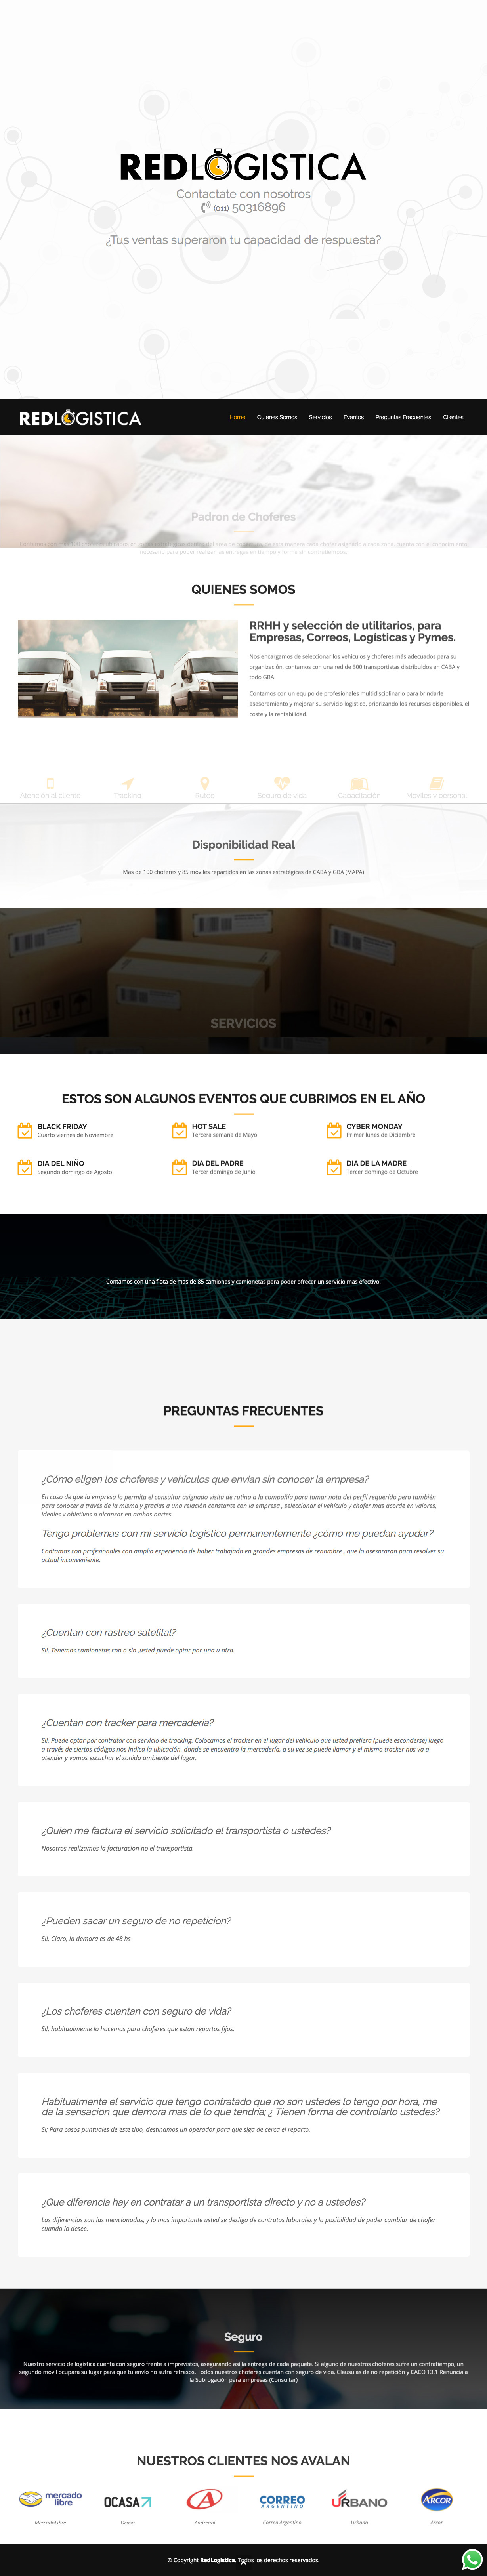 REDLOGISTICA
Contactate con nosotros
(011) 50316896
¿Tus ventas superaron tu capacidad de respuesta?
REDLOGISTICA
Home Quienes Somos Servicios Eventos Preguntas Frecuentes Clientes
Padron de Choferes
necesario para poder realizar las entregas en tiempo y forma sin contratiempos.
QUIENES SOMOS
RRHH y selección de utilitarios, para
Empresas, Correos, Logísticas y Pymes.
Nos encargamos de seleccionar los vehículos y choferes más adecuados para su
organización, contamos con una red de 300 transportistas distribuidos en CABA y
todo GBA.
Contamos con un equipo de profesionales multidisciplinario para brindarle
asesoramiento y mejorar su servicio logístico, priorizando los recursos disponibles, el
coste y la rentabilidad.
Atención al cliente Tracking Ruteo Seguro de vida Capacitación Moviles y personal
Disponibilidad Real
Mas de 100 choferes y 85 móviles repartidos en las zonas estratégicas de CABA y GBA (MAPA)
SERVICIOS
ESTOS SON ALGUNOS EVENTOS QUE CUBRIMOS EN EL AÑO
BLACK FRIDAY
Cuarto viernes de Noviembre
HOT SALE
Tercera semana de Mayo
CYBER MONDAY
Primer lunes de Diciembre
DIA DEL NIÑO
Segundo domingo de Agosto
DIA DEL PADRE
Tercer domingo de Junio
DIA DE LA MADRE
Tercer domingo de Octubre
Contamos con una flota de mas de 85 camiones y camionetas para poder ofrecer un servicio mas efectivo.
PREGUNTAS FRECUENTES
¿Cómo eligen los choferes y vehículos que envían sin conocer la empresa?
En caso de que la empresa lo permita el consultor asignado visita de rutina a la compañía para tomar nota del perfil requerido pero también
para conocer a través de la misma y gracias a una relación constante con la empresa , seleccionar el vehículo y chofer mas acorde en valores,
ideales y objetivos a alcanzar en ambas partes.
Tengo problemas con mi servicio logístico permanentemente ¿cómo me puedan ayudar?
Contamos con profesionales con amplia experiencia de haber trabajado en grandes empresas de renombre , que lo asesoraran para resolver su
actual inconveniente.
¿Cuentan con rastreo satelital?
SI!, Tenemos camionetas con o sin ,usted puede optar por una u otra.
¿Cuentan con tracker para mercaderia?
SI!, Puede optar por contratar con servicio de tracking. Colocamos el tracker en el lugar del vehículo que usted prefiera (puede esconderse) luego
a través de ciertos códigos nos indica la ubicación. donde se encuentra la mercadería, a su vez se puede llamar y el mismo tracker nos va a
atender y vamos escuchar el sonido ambiente del lugar.
¿Quien me factura el servicio solicitado el transportista o ustedes?
Nosotros realizamos la facturacion no el transportista.
¿Pueden sacar un seguro de no repeticion?
SI!, Claro, la demora es de 48 hs
¿Los choferes cuentan con seguro de vida?
Si!, habitualmente lo hacemos para choferes que estan repartos fijos.
Habitualmente el servicio que tengo contratado que no son ustedes lo tengo por hora, me
da la sensacion que demora mas de lo que tendria; ¿ Tienen forma de controlarlo ustedes?
Si; Para casos puntuales de este tipo, destinamos un operador para que siga de cerca el reparto.
¿Que diferencia hay en contratar a un transportista directo y no a ustedes?
Las diferencias son las mencionadas, y lo mas importante usted se desliga de contratos laborales y la posibilidad de poder cambiar de chofer
cuando lo desee.
Seguro
Nuestro servicio de logística cuenta con seguro frente a imprevistos, asegurando así la entrega de cada paquete. Si alguno de nuestros choferes sufre un contratiempo, un
segundo movil ocupara su lugar para que tu envío no sufra retrasos. Todos nuestros choferes cuentan con seguro de vida. Clausulas de no repetición y CACO 13.1 Renuncia a
la Subrogación para empresas (Consultar)
NUESTROS CLIENTES NOS AVALAN
mercado
libre
OCASA
CORREO
ARGENTINO
URBANO
ARCOR
MercadoLibre Ocasa Andreani Correo Argentino Urbano Arcor
© Copyright RedLogistica. Todos los derechos reservados.